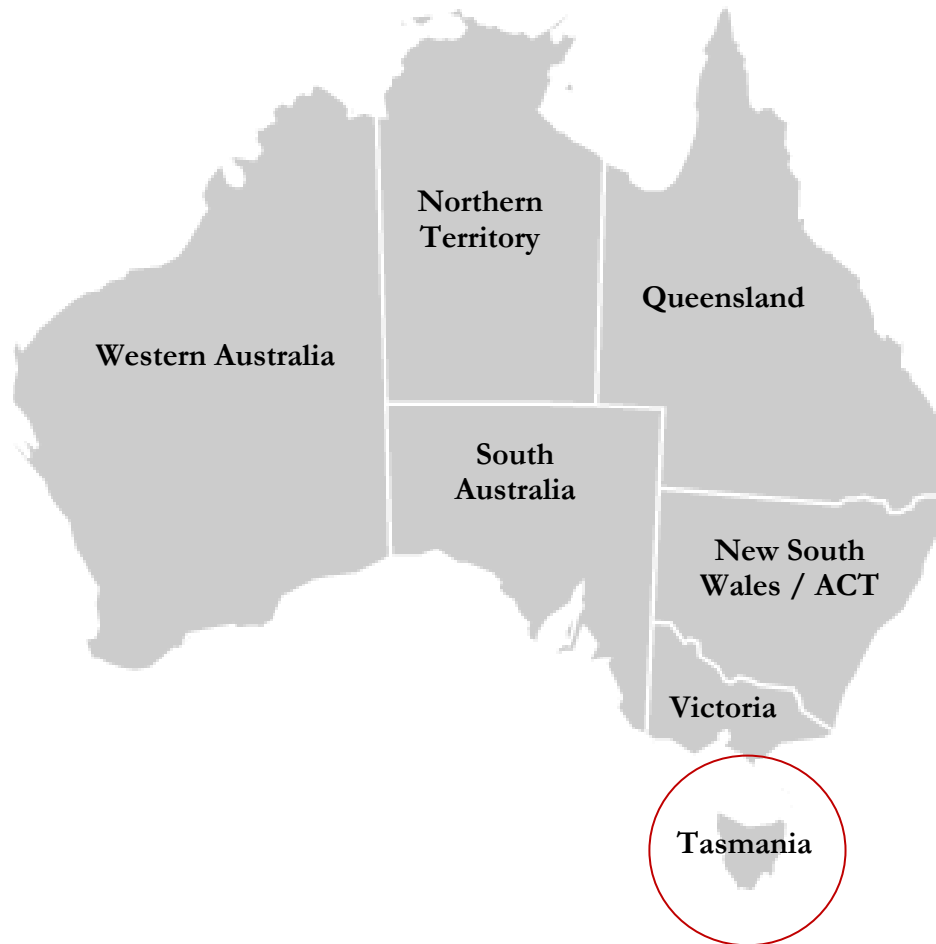 Northern
Territory
Queensland
Western Australia
South
Australia
New South
Wales / ACT
Victoria
Tasmania